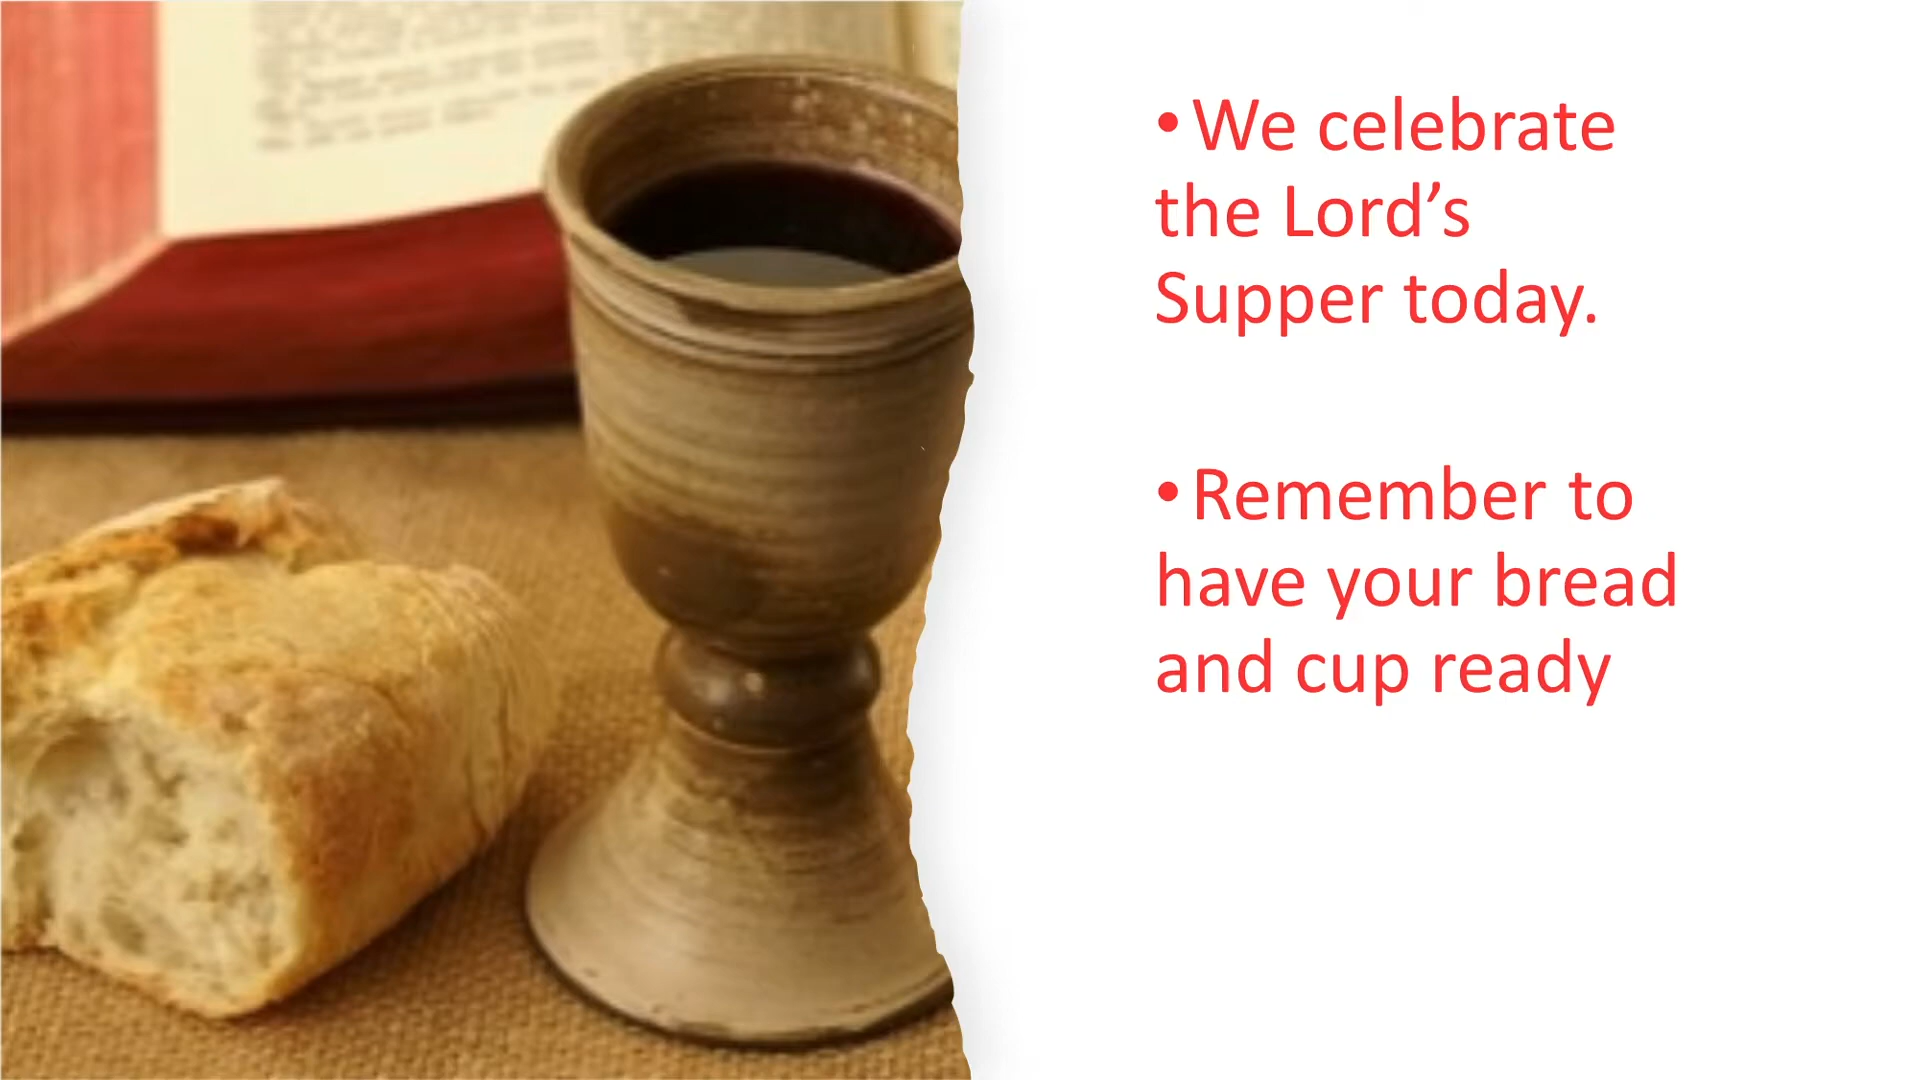 • We celebrate
the Lord’s
Supper today.
• Remember to
have your bread
and cup ready